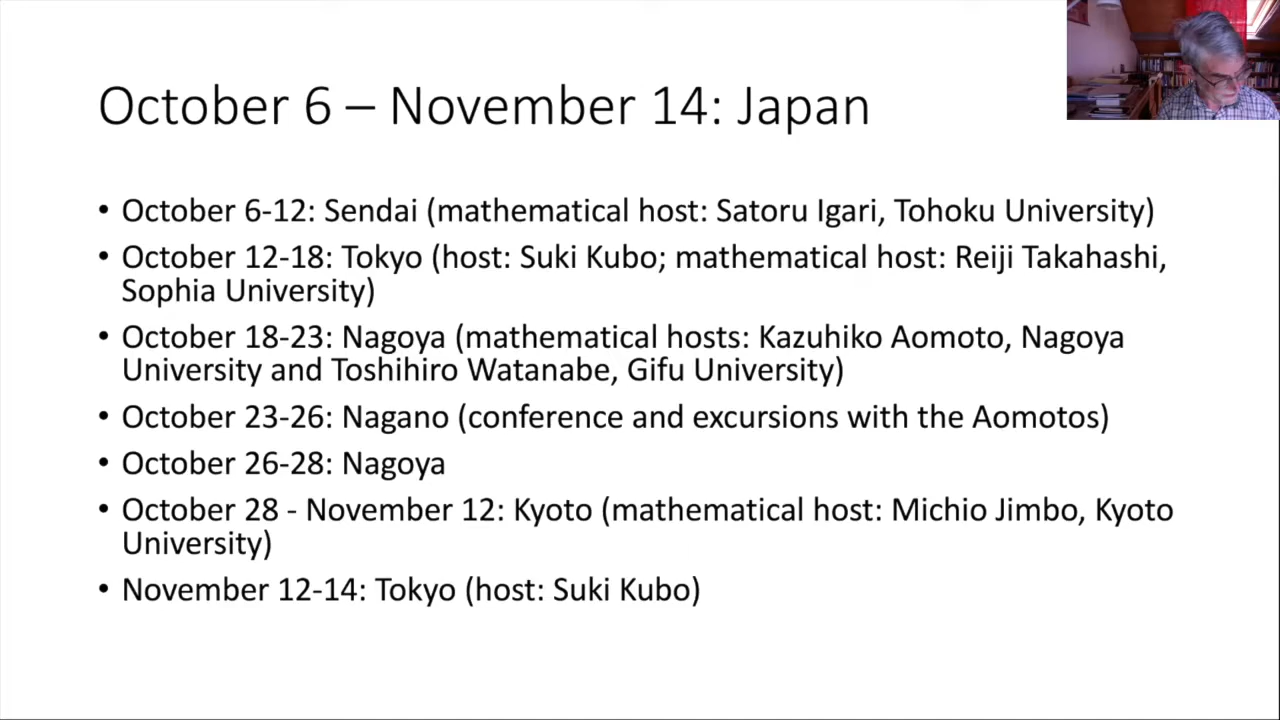 October 6 – November 14: Japan
• October 6-12: Sendai (mathematical host: Satoru Igari, Tohoku University)
• October 12-18: Tokyo (host: Suki Kubo; mathematical host: Reiji Takahashi,
Sophia University)
• October 18-23: Nagoya (mathematical hosts: Kazuhiko Aomoto, Nagoya
University and Toshihiro Watanabe, Gifu University)
• October 23-26: Nagano (conference and excursions with the Aomotos)
• October 26-28: Nagoya
• October 28 - November 12: Kyoto (mathematical host: Michio Jimbo, Kyoto
University)
• November 12-14: Tokyo (host: Suki Kubo)